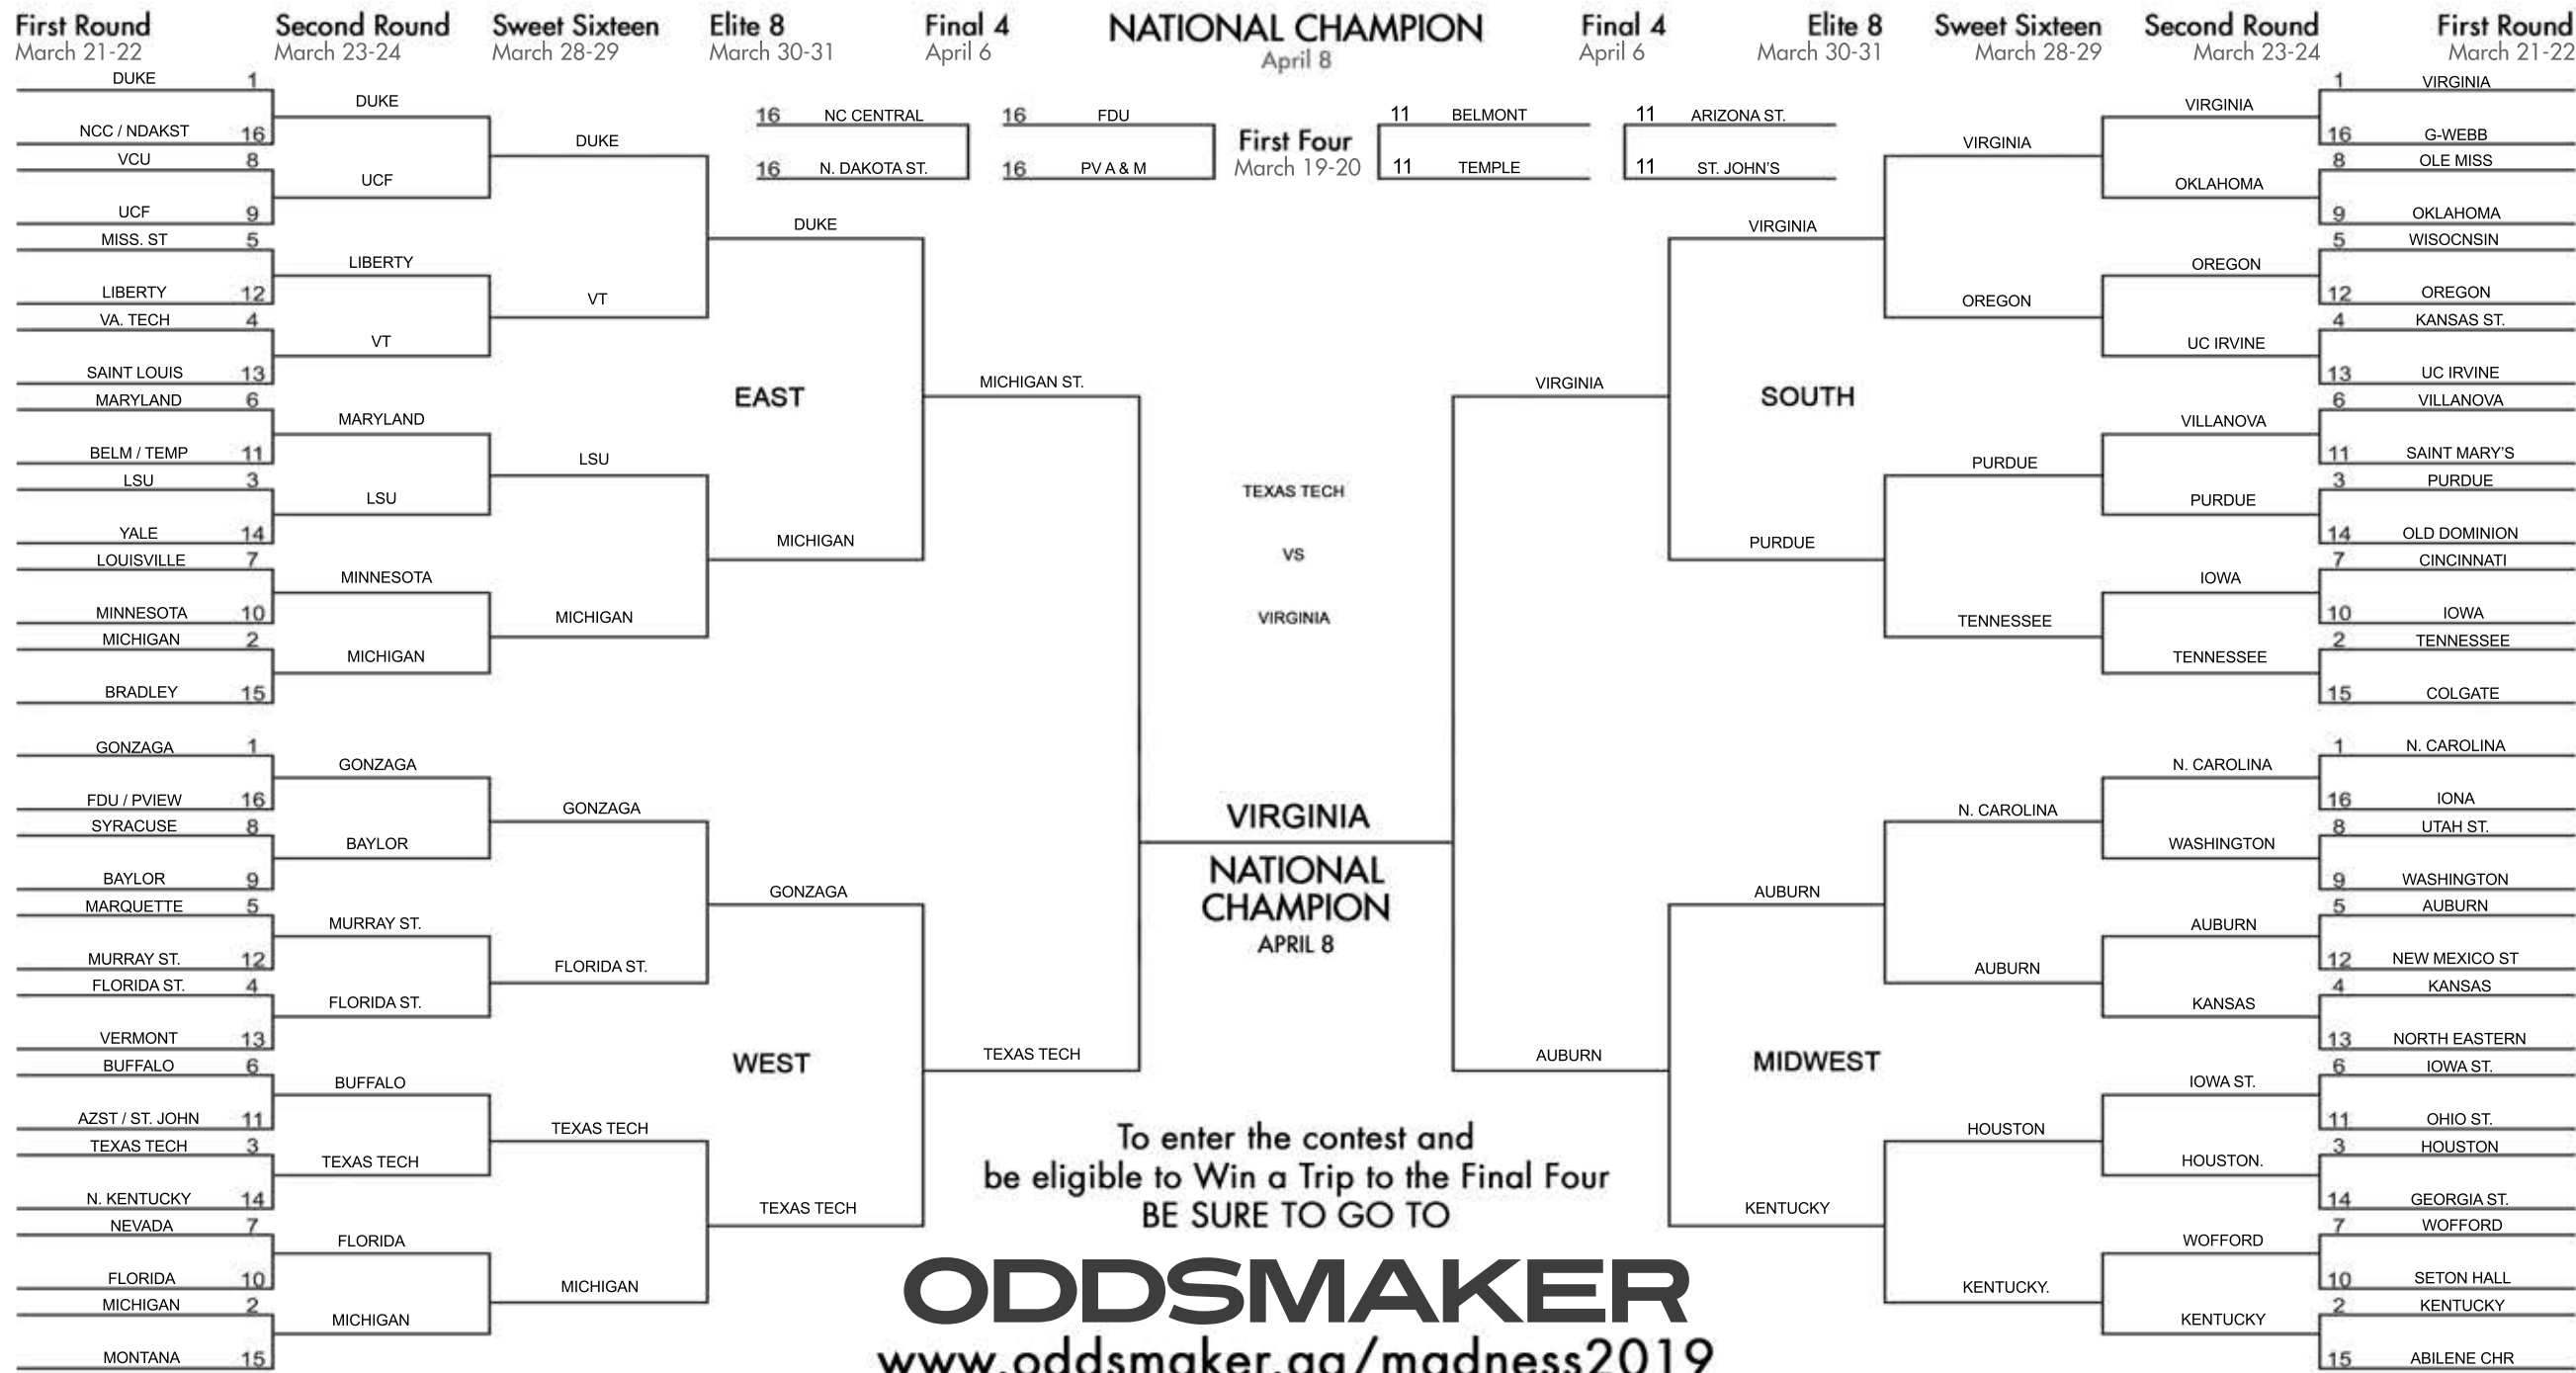 First Round
March 21-22
Second Round
March 23-24
Sweet Sixteen
March 28-29
Elite 8
March 30-31
Final 4
April 6
NATIONAL CHAMPION
April 8
Final 4
April 6
Elite 8
March 30-31
Sweet Sixteen
March 28-29
Second Round
March 23-24
First Round
March 21-22
16 NC CENTRAL
16 N. DAKOTA ST.
16 FDU
16 PV A & M
First Four
March 19-20
11 BELMONT
11 TEMPLE
11 ARIZONA ST.
11 ST. JOHN'S
DUKE 1
NCC / NDAKST 16
VCU 8
UCF 9
MISS. ST 5
LIBERTY 12
VA. TECH 4
SAINT LOUIS 13
MARYLAND 6
BELM / TEMP 11
LSU 3
YALE 14
LOUISVILLE 7
MINNESOTA 10
MICHIGAN 2
BRADLEY 15
DUKE
UCF
LIBERTY
VT
MARYLAND
LSU
MINNESOTA
MICHIGAN
DUKE
VT
LSU
MICHIGAN
DUKE
MICHIGAN
EAST
MICHIGAN ST.
GONZAGA 1
FDU / PVIEW 16
SYRACUSE 8
BAYLOR 9
MARQUETTE 5
MURRAY ST. 12
FLORIDA ST. 4
VERMONT 13
BUFFALO 6
AZST / ST. JOHN 11
TEXAS TECH 3
N. KENTUCKY 14
NEVADA 7
FLORIDA 10
MICHIGAN 2
MONTANA 15
GONZAGA
BAYLOR
MURRAY ST.
FLORIDA ST.
BUFFALO
TEXAS TECH
FLORIDA
MICHIGAN
GONZAGA
FLORIDA ST.
TEXAS TECH
MICHIGAN
GONZAGA
TEXAS TECH
WEST
TEXAS TECH
TEXAS TECH
VS
VIRGINIA
VIRGINIA
NATIONAL
CHAMPION
APRIL 8
VIRGINIA
SOUTH
VIRGINIA
PURDUE
VIRGINIA
OREGON
PURDUE
TENNESSEE
VIRGINIA
OKLAHOMA
OREGON
UC IRVINE
VILLANOVA
PURDUE
IOWA
TENNESSEE
1 VIRGINIA
16 G-WEBB
8 OLE MISS
9 OKLAHOMA
5 WISOCNSIN
12 OREGON
4 KANSAS ST.
13 UC IRVINE
6 VILLANOVA
11 SAINT MARY'S
3 PURDUE
14 OLD DOMINION
7 CINCINNATI
10 IOWA
2 TENNESSEE
15 COLGATE
AUBURN
MIDWEST
AUBURN
KENTUCKY
N. CAROLINA
AUBURN
HOUSTON
KENTUCKY.
N. CAROLINA
WASHINGTON
AUBURN
KANSAS
IOWA ST.
HOUSTON.
WOFFORD
KENTUCKY
1 N. CAROLINA
16 IONA
8 UTAH ST.
9 WASHINGTON
5 AUBURN
12 NEW MEXICO ST
4 KANSAS
13 NORTH EASTERN
6 IOWA ST.
11 OHIO ST.
3 HOUSTON
14 GEORGIA ST.
7 WOFFORD
10 SETON HALL
2 KENTUCKY
15 ABILENE CHR
To enter the contest and
be eligible to Win a Trip to the Final Four
BE SURE TO GO TO
ODDSMAKER
www.oddsmaker.ag/madness2019